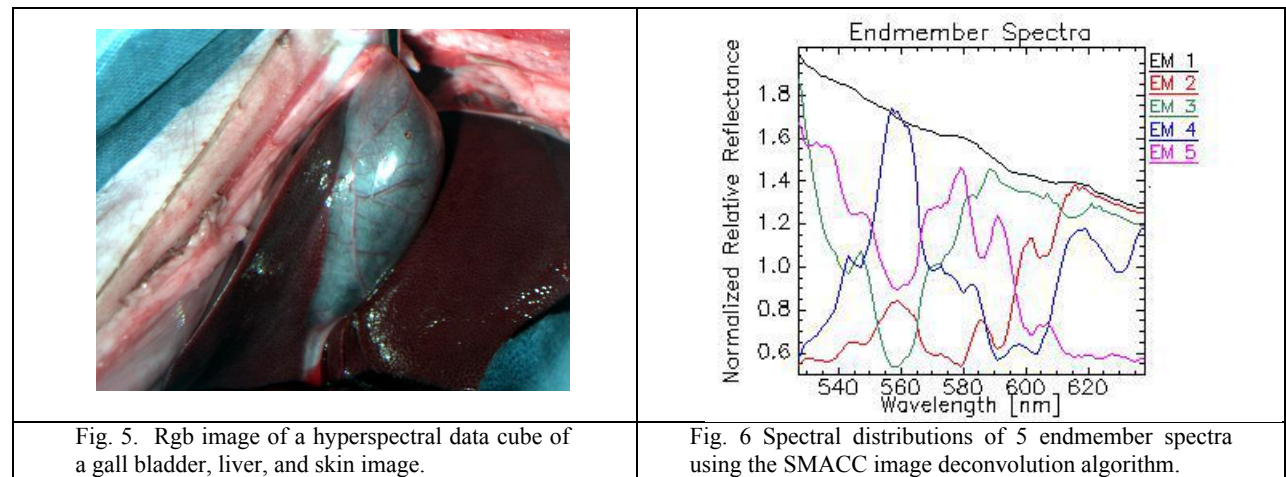 Fig. 5. Rgb image of a hyperspectral data cube of
a gall bladder, liver, and skin image.
Endmember Spectra
Normalized Relative Reflectance
1.8
1.6
1.4
1.2
1.0
0.8
0.6
540 560 580 600 620
Wavelength [nm]
EM 1
EM 2
EM 3
EM 4
EM 5
Fig. 6 Spectral distributions of 5 endmember spectra
using the SMACC image deconvolution algorithm.